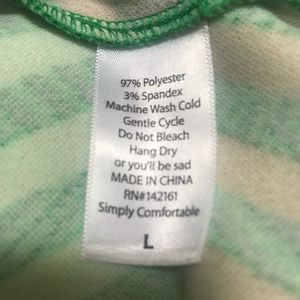 97% Polyester
3% Spandex
Machine Wash Cold
Gentle Cycle
Do Not Bleach
Hang Dry
or you'll be sad
MADE IN CHINA
RN#142161
Simply Comfortable
L